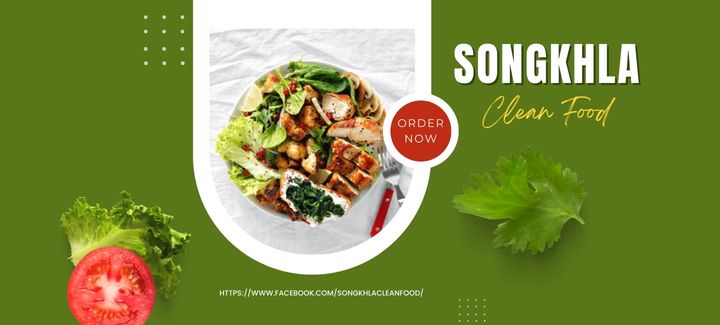 SONGKHLA
Clean Food
ORDER
NOW
HTTPS://WWW.FACEBOOK.COM/SONGKHLACLEANFOOD/